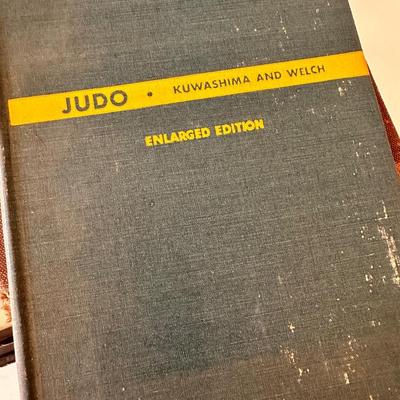 JUDO • KUWASHIMA AND WELCH
ENLARGED EDITION